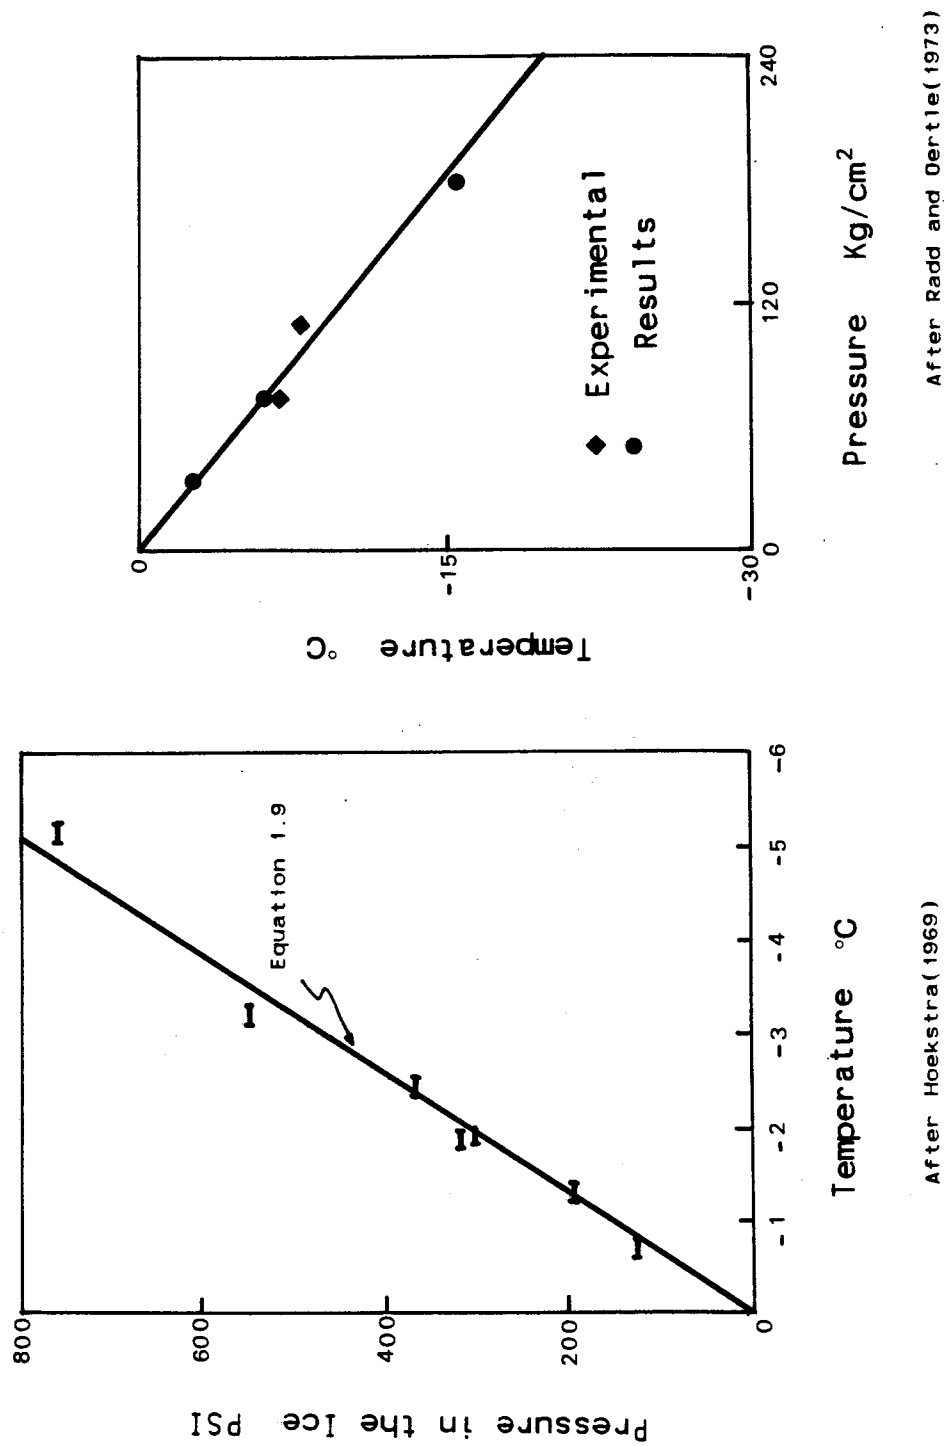 Pressure in the Ice PSI
800
600
400
200
0
-1
-2
-3
-4
-5
-6
Equation 1.9
Temperature °C
After Hoekstra(1969)
Temperature °C
0
-15
-30
0
120
240
Experimental
Results
Pressure Kg/cm²
After Radd and Oertle(1973)